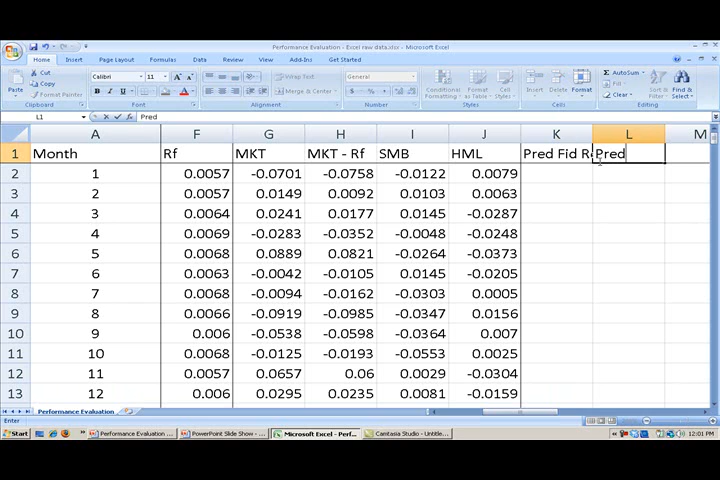 Performance Evaluation - Excel raw data.xlsx - Microsoft Excel
Home Insert Page Layout Formulas Data Review View Add-Ins Get Started
Cut
Copy
Format Painter
Paste
Clipboard
Calibri 11
B I U
Font
Wrap Text
Merge & Center
Alignment
General
$ % ,
Number
Conditional Formatting
Format as Table
Cell Styles
Styles
Insert Delete Format
Cells
AutoSum
Fill
Clear
Sort & Filter
Find & Select
Editing
L1 Pred
A F G H I J K L M
1 Month Rf MKT MKT - Rf SMB HML Pred Fid R Pred
2 1 0.0057 -0.0701 -0.0758 -0.0122 0.0079
3 2 0.0057 0.0149 0.0092 0.0103 0.0063
4 3 0.0064 0.0241 0.0177 0.0145 -0.0287
5 4 0.0069 -0.0283 -0.0352 -0.0048 -0.0248
6 5 0.0068 0.0889 0.0821 -0.0264 -0.0373
7 6 0.0063 -0.0042 -0.0105 0.0145 -0.0205
8 7 0.0068 -0.0094 -0.0162 -0.0303 0.0005
9 8 0.0066 -0.0919 -0.0985 -0.0347 0.0156
10 9 0.006 -0.0538 -0.0598 -0.0364 0.007
11 10 0.0068 -0.0125 -0.0193 -0.0553 0.0025
12 11 0.0057 0.0657 0.06 0.0029 -0.0304
13 12 0.006 0.0295 0.0235 0.0081 -0.0159
Performance Evaluation
Enter
Start Performance Evaluation ... PowerPoint Slide Show - ... Microsoft Excel - Perf... Camtasia Studio - Untitle... 12:01 PM